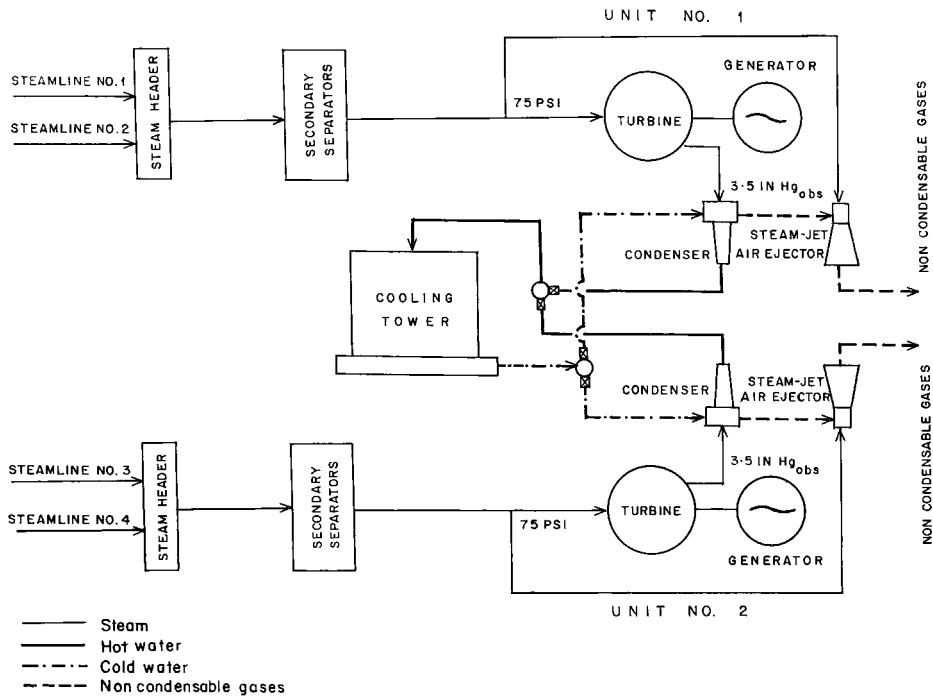 UNIT NO. 1
STEAMLINE NO.1
STEAMLINE NO.2
STEAM HEADER
SECONDARY
SEPARATORS
75 PSI
TURBINE
GENERATOR
3·5 IN Hgobs
CONDENSER
STEAM-JET
AIR EJECTOR
NON CONDENSABLE GASES
COOLING
TOWER
CONDENSER
STEAM-JET
AIR EJECTOR
NON CONDENSABLE GASES
STEAMLINE NO. 3
STEAMLINE NO.4
STEAM HEADER
SECONDARY
SEPARATORS
75 PSI
TURBINE
3·5 IN Hgobs
GENERATOR
UNIT NO. 2
Steam
Hot water
Cold water
Non condensable gases